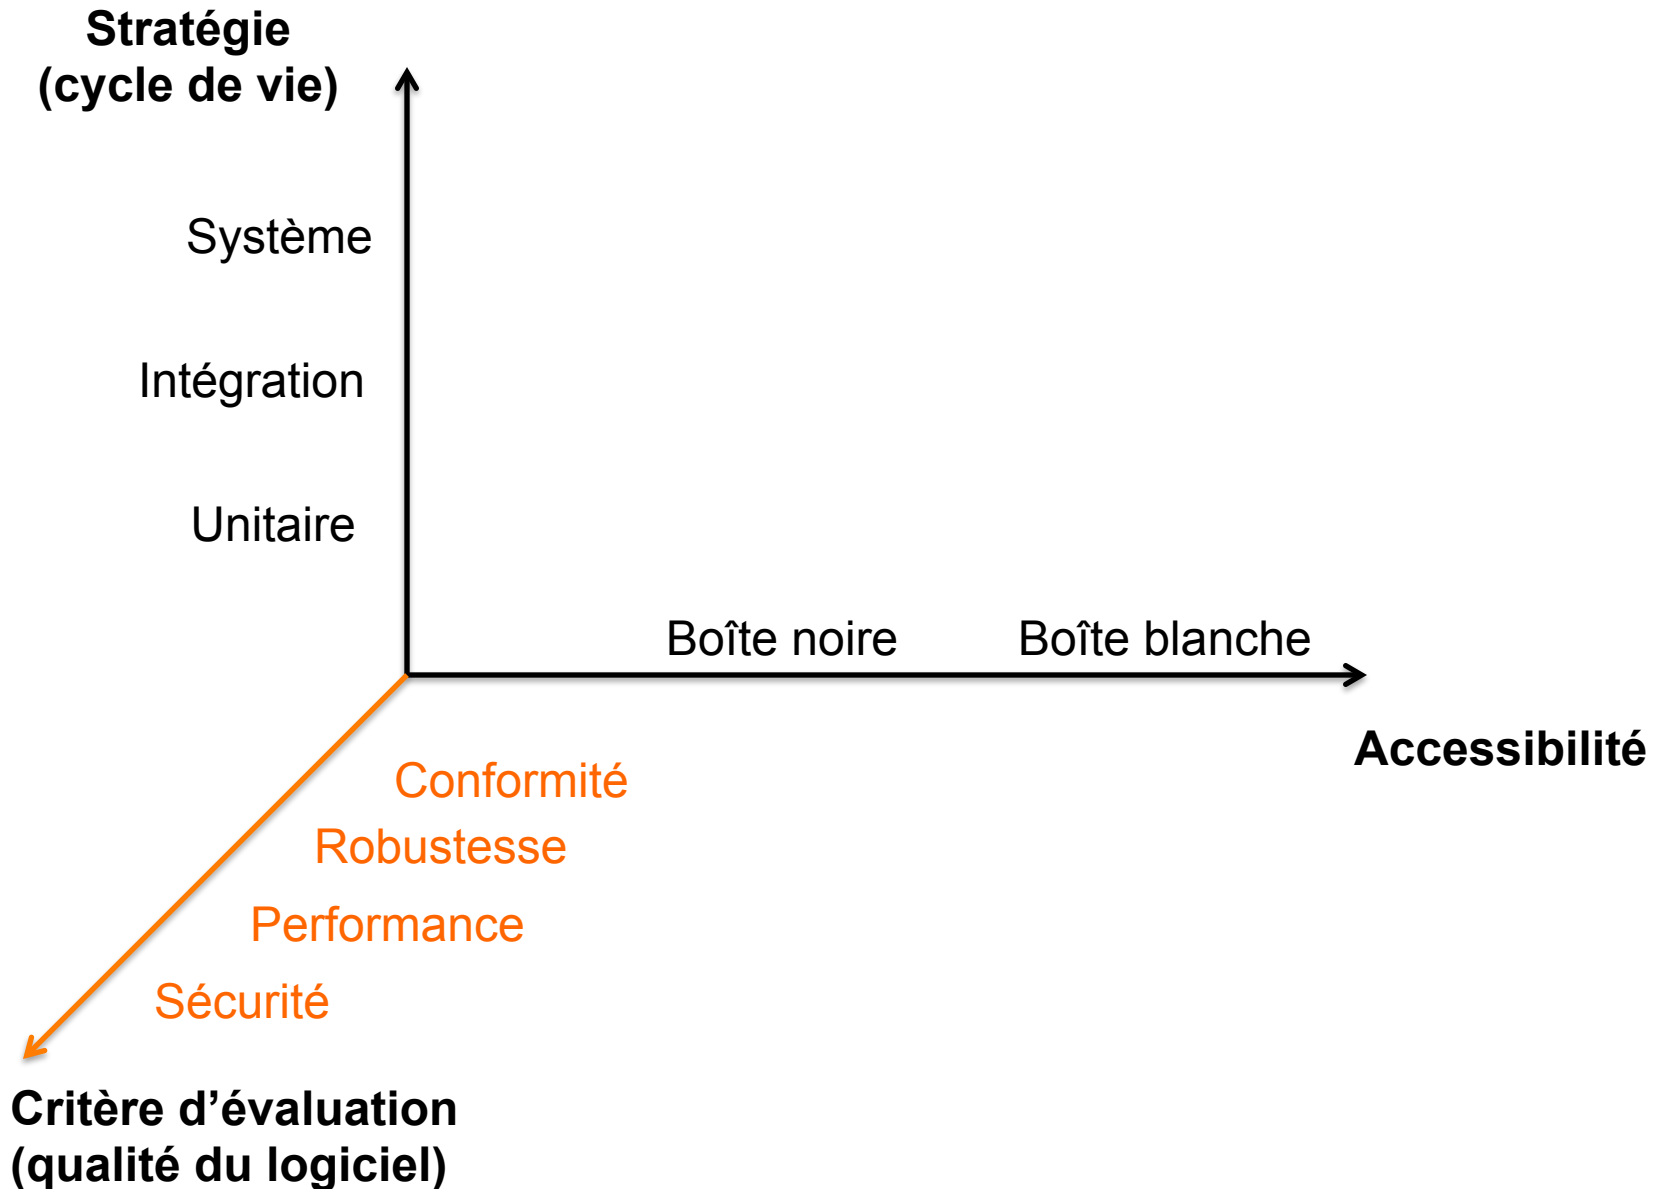 Stratégie
(cycle de vie)
Système
Intégration
Unitaire
Boîte noire
Boîte blanche
Accessibilité
Conformité
Robustesse
Performance
Sécurité
Critère d’évaluation
(qualité du logiciel)